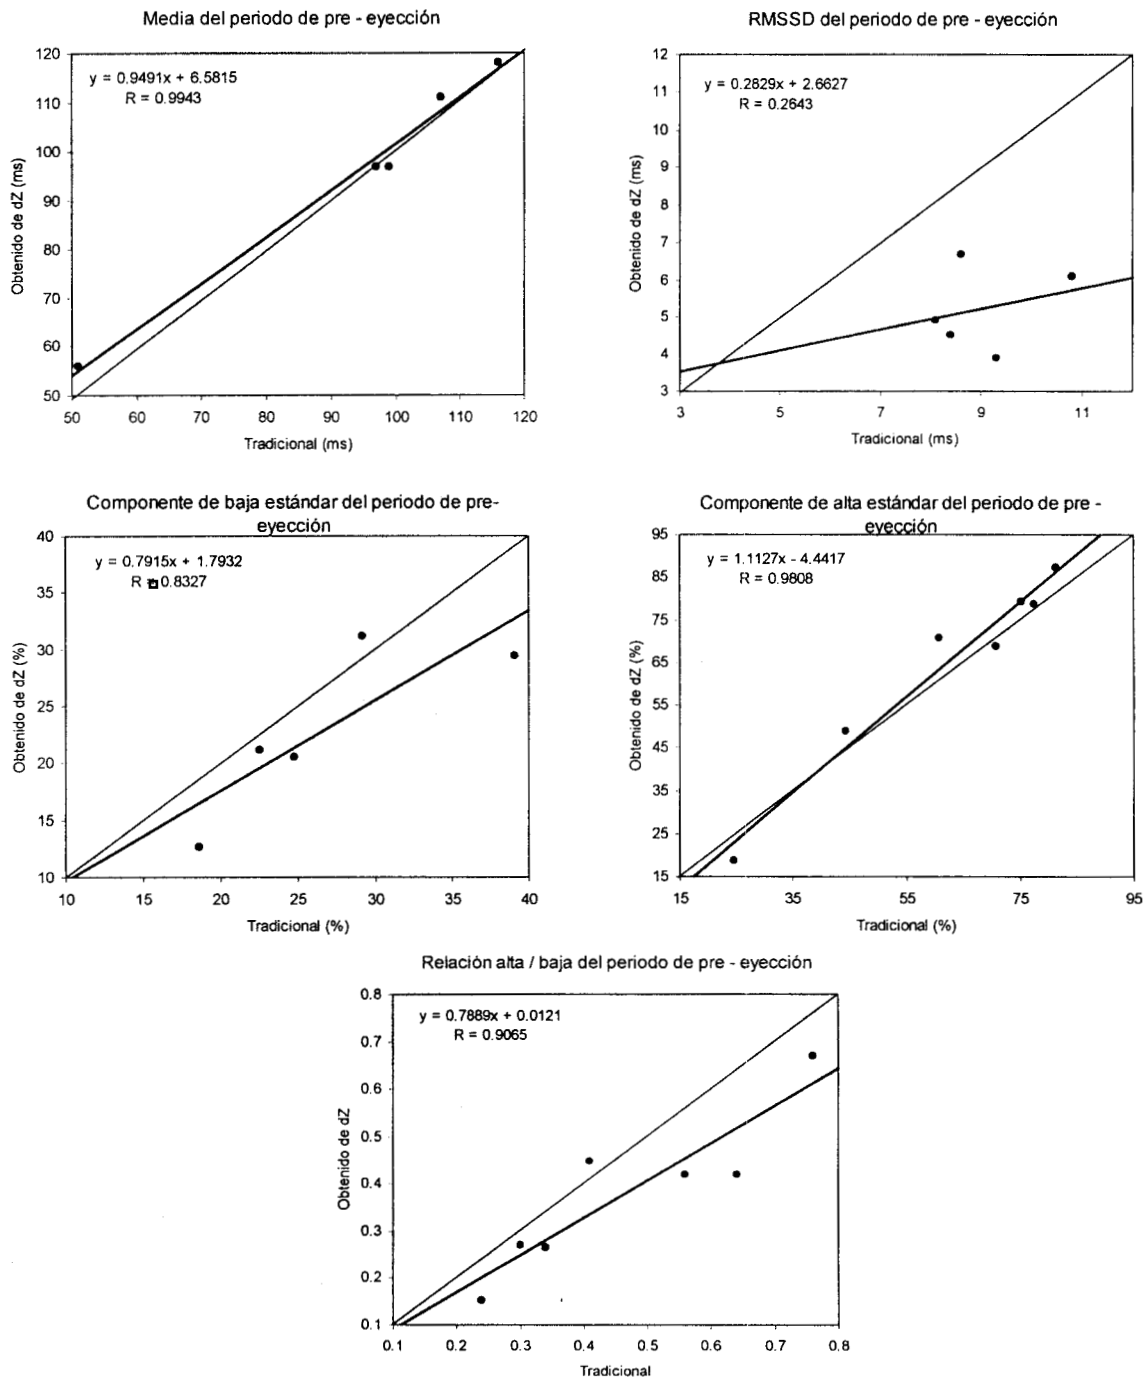 Media del periodo de pre - eyección
120
110
100
90
80
70
60
50
y = 0.9491x + 6.5815
R = 0.9943
Obtenido de dZ (ms)
50 60 70 80 90 100 110 120
Tradicional (ms)
RMSSD del periodo de pre - eyección
12
11
10
9
8
7
6
5
4
3
y = 0.2829x + 2.6627
R = 0.2643
Obtenido de dZ (ms)
3 5 7 9 11
Tradicional (ms)
Componente de baja estándar del periodo de pre-
eyección
40
35
30
25
20
15
10
y = 0.7915x + 1.7932
R = 0.8327
Obtenido de dZ (%)
10 15 20 25 30 35 40
Tradicional (%)
Componente de alta estándar del periodo de pre -
eyección
95
85
75
65
55
45
35
25
15
y = 1.1127x - 4.4417
R = 0.9808
Obtenido de dZ (%)
15 35 55 75 95
Tradicional (%)
Relación alta / baja del periodo de pre - eyección
0.8
0.7
0.6
0.5
0.4
0.3
0.2
0.1
y = 0.7889x + 0.0121
R = 0.9065
Obtenido de dZ
0.1 0.2 0.3 0.4 0.5 0.6 0.7 0.8
Tradicional